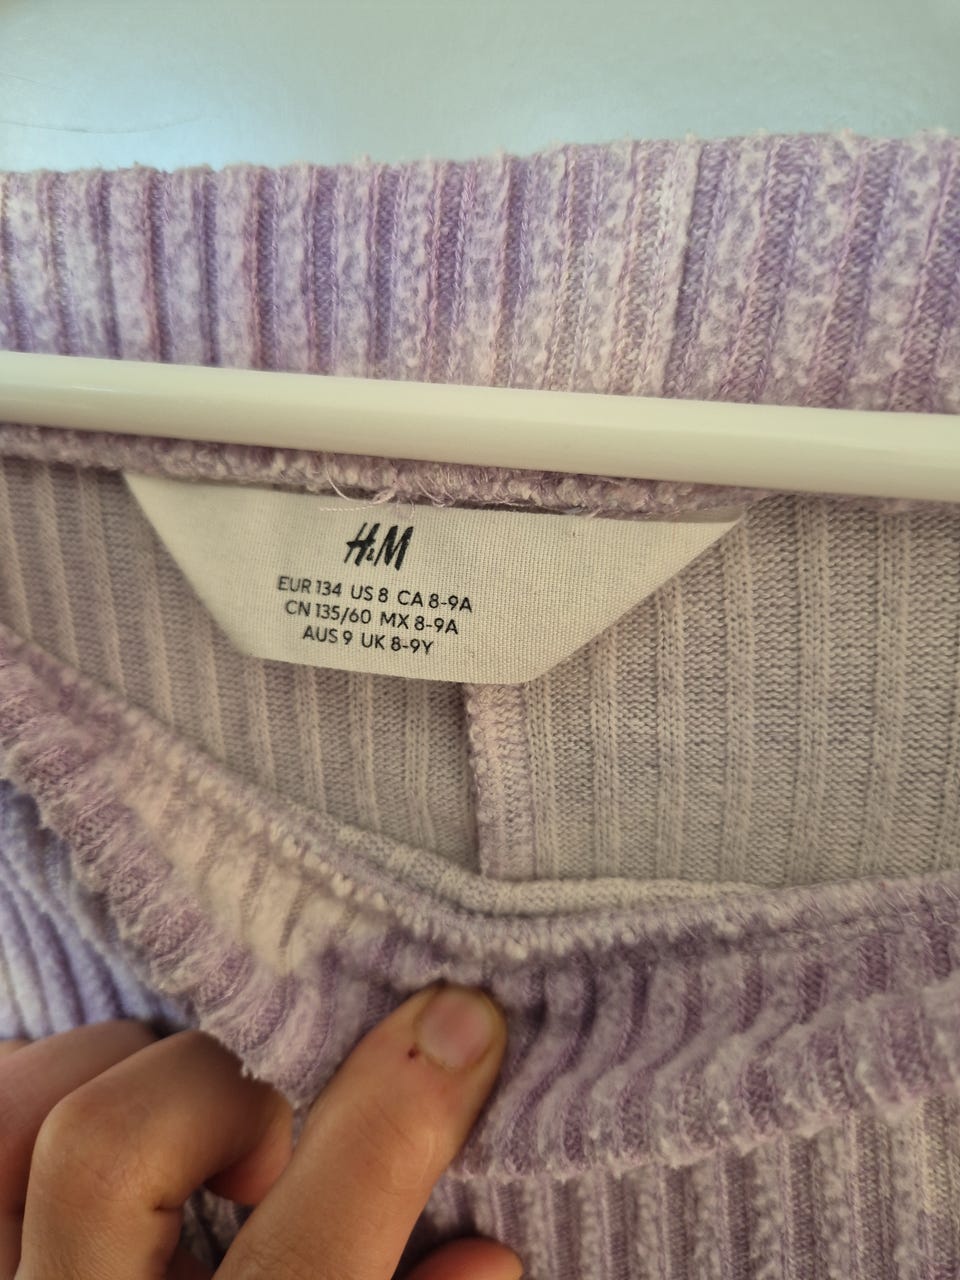 H&M
EUR 134 US 8 CA 8-9A
CN 135/60 MX 8-9A
AUS 9 UK 8-9Y